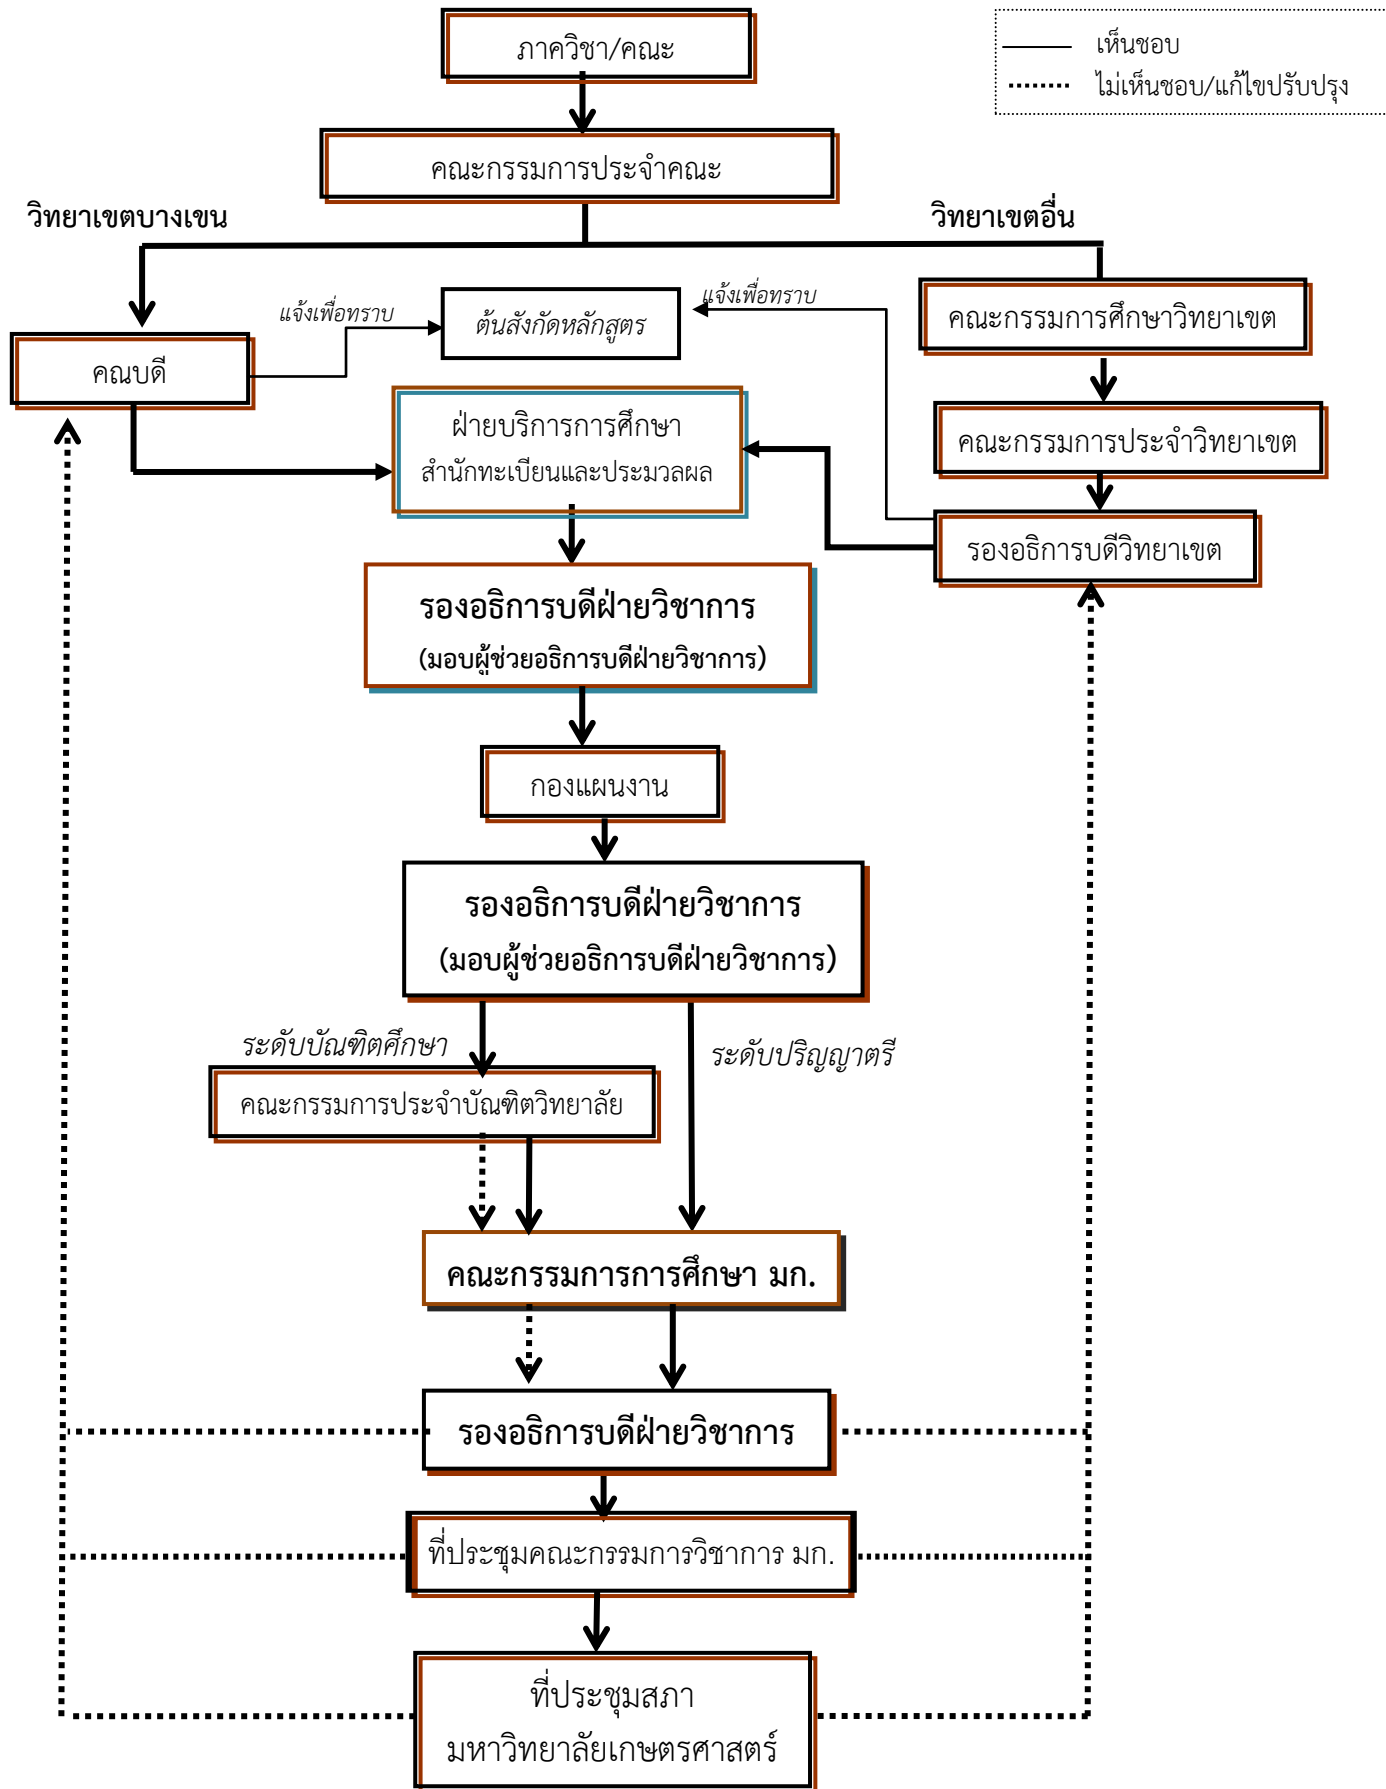 ภาควิชา/คณะ
เห็นชอบ
ไม่เห็นชอบ/แก้ไขปรับปรุง
คณะกรรมการประจำคณะ
วิทยาเขตบางเขน
วิทยาเขตอื่น
แจ้งเพื่อทราบ
ต้นสังกัดหลักสูตร
แจ้งเพื่อทราบ
คณะกรรมการศึกษาวิทยาเขต
คณบดี
ฝ่ายบริการการศึกษา
สำนักทะเบียนและประมวลผล
คณะกรรมการประจำวิทยาเขต
รองอธิการบดีวิทยาเขต
รองอธิการบดีฝ่ายวิชาการ
(มอบผู้ช่วยอธิการบดีฝ่ายวิชาการ)
กองแผนงาน
รองอธิการบดีฝ่ายวิชาการ
(มอบผู้ช่วยอธิการบดีฝ่ายวิชาการ)
ระดับบัณฑิตศึกษา
ระดับปริญญาตรี
คณะกรรมการประจำบัณฑิตวิทยาลัย
คณะกรรมการการศึกษา มก.
รองอธิการบดีฝ่ายวิชาการ
ที่ประชุมคณะกรรมการวิชาการ มก.
ที่ประชุมสภา
มหาวิทยาลัยเกษตรศาสตร์